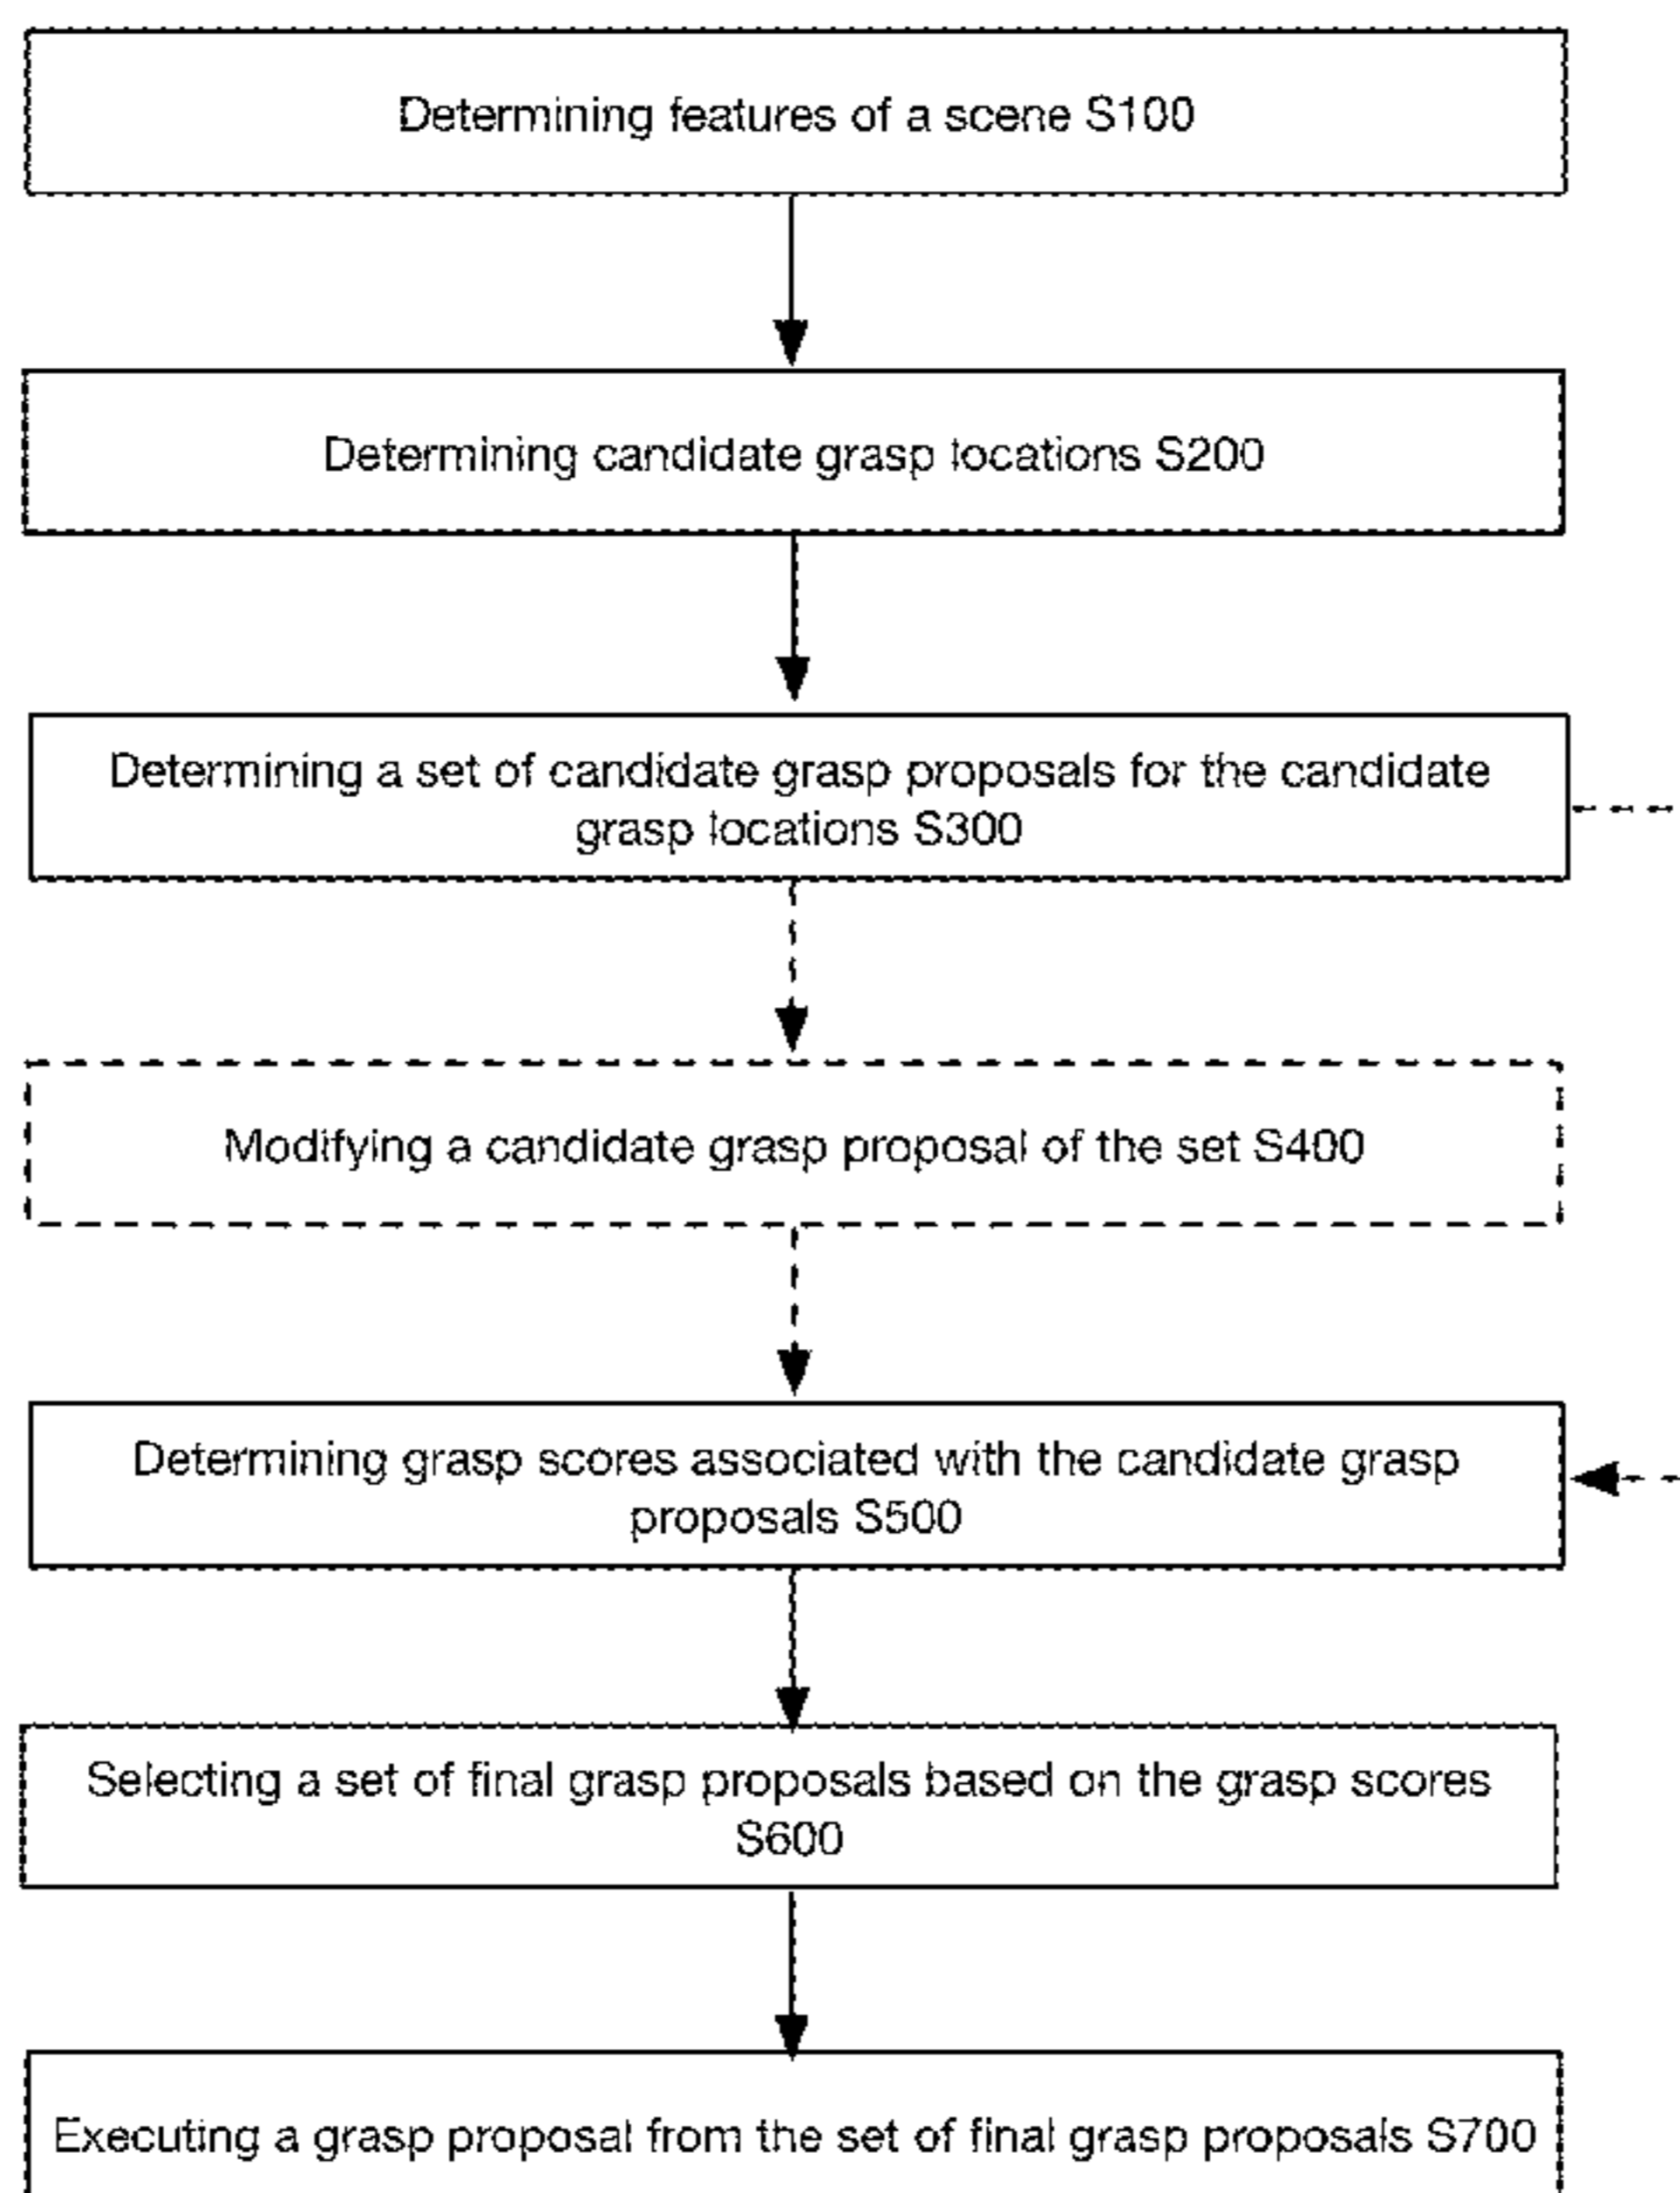 Determining features of a scene S100
Determining candidate grasp locations S200
Determining a set of candidate grasp proposals for the candidate
grasp locations S300
Modifying a candidate grasp proposal of the set S400
Determining grasp scores associated with the candidate grasp
proposals S500
Selecting a set of final grasp proposals based on the grasp scores
S600
Executing a grasp proposal from the set of final grasp proposals S700